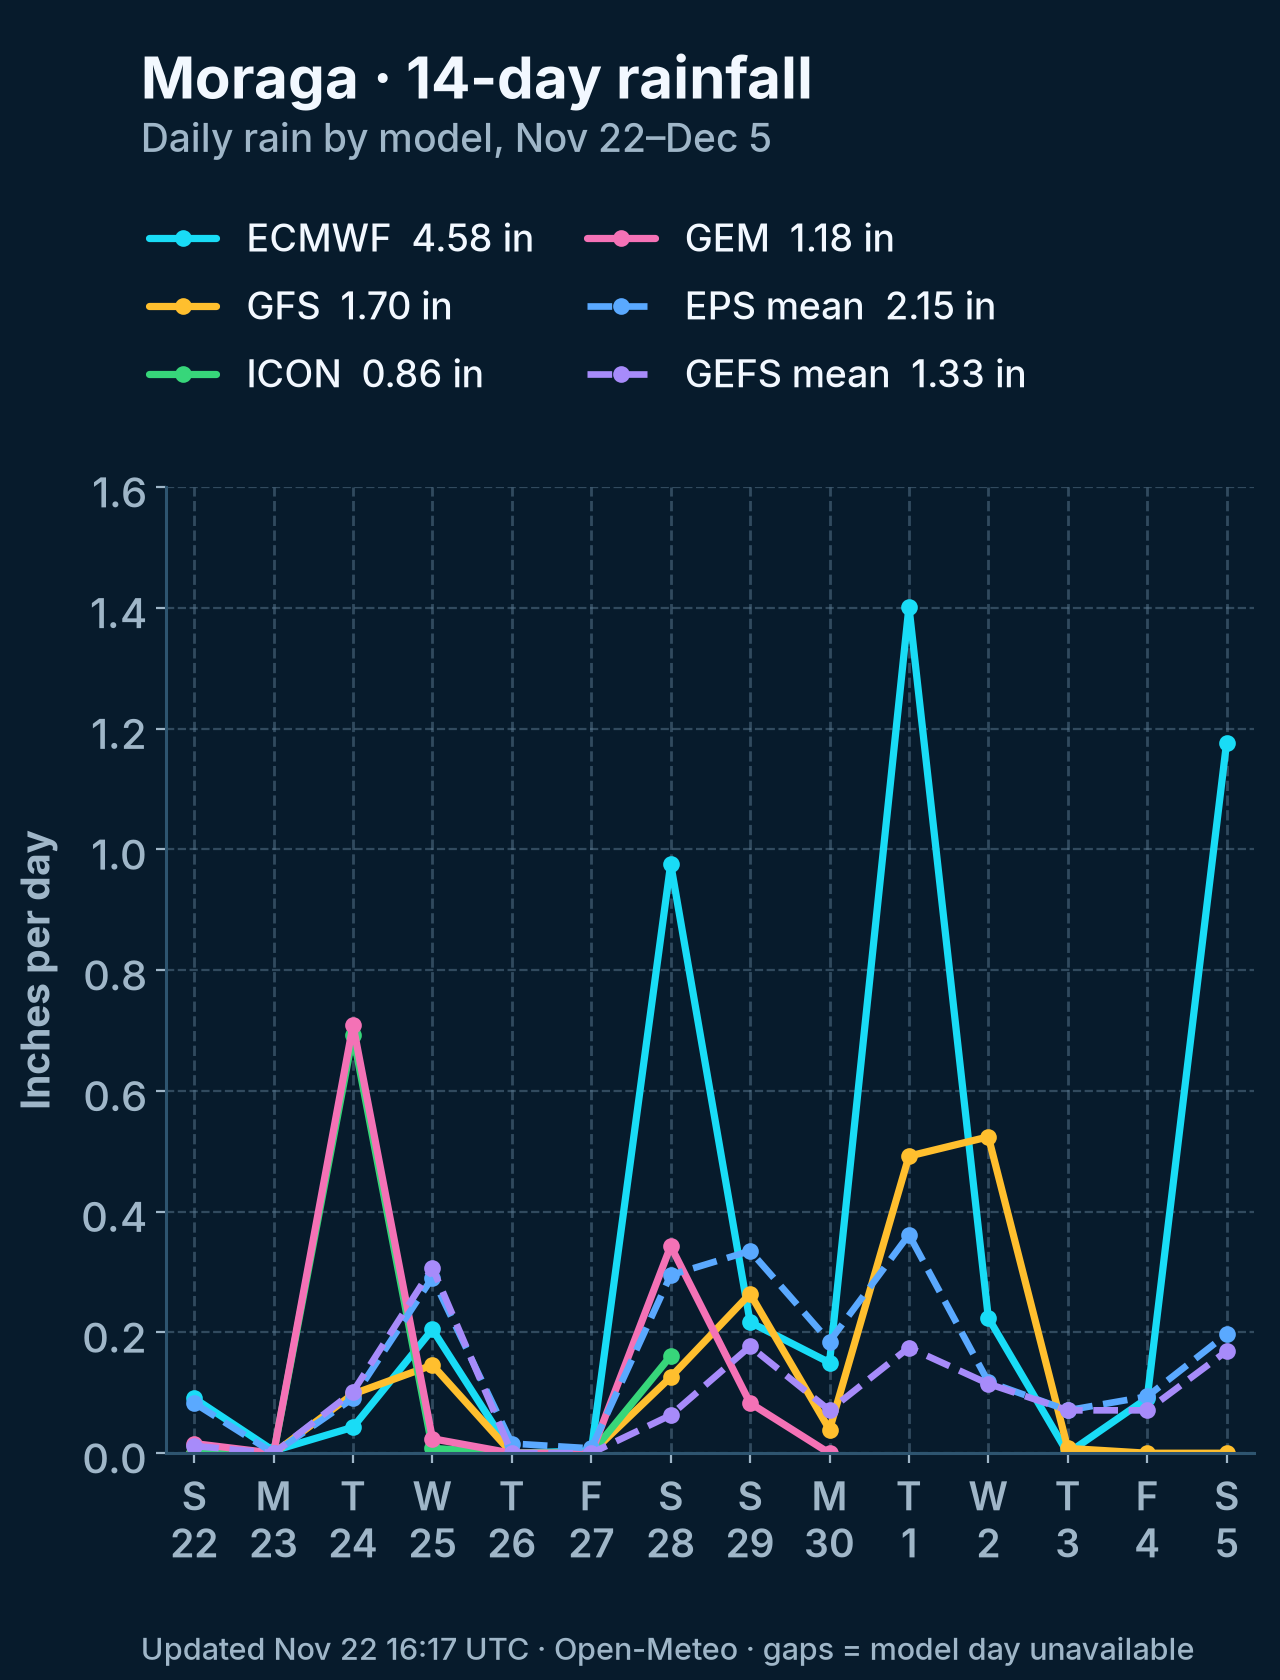 Moraga · 14-day rainfall
Daily rain by model, Nov 22–Dec 5
ECMWF 4.58 in GEM 1.18 in
GFS 1.70 in EPS mean 2.15 in
ICON 0.86 in GEFS mean 1.33 in
Inches per day
1.6
1.4
1.2
1.0
0.8
0.6
0.4
0.2
0.0
S M T W T F S S M T W T F S
22 23 24 25 26 27 28 29 30 1 2 3 4 5
Updated Nov 22 16:17 UTC · Open-Meteo · gaps = model day unavailable